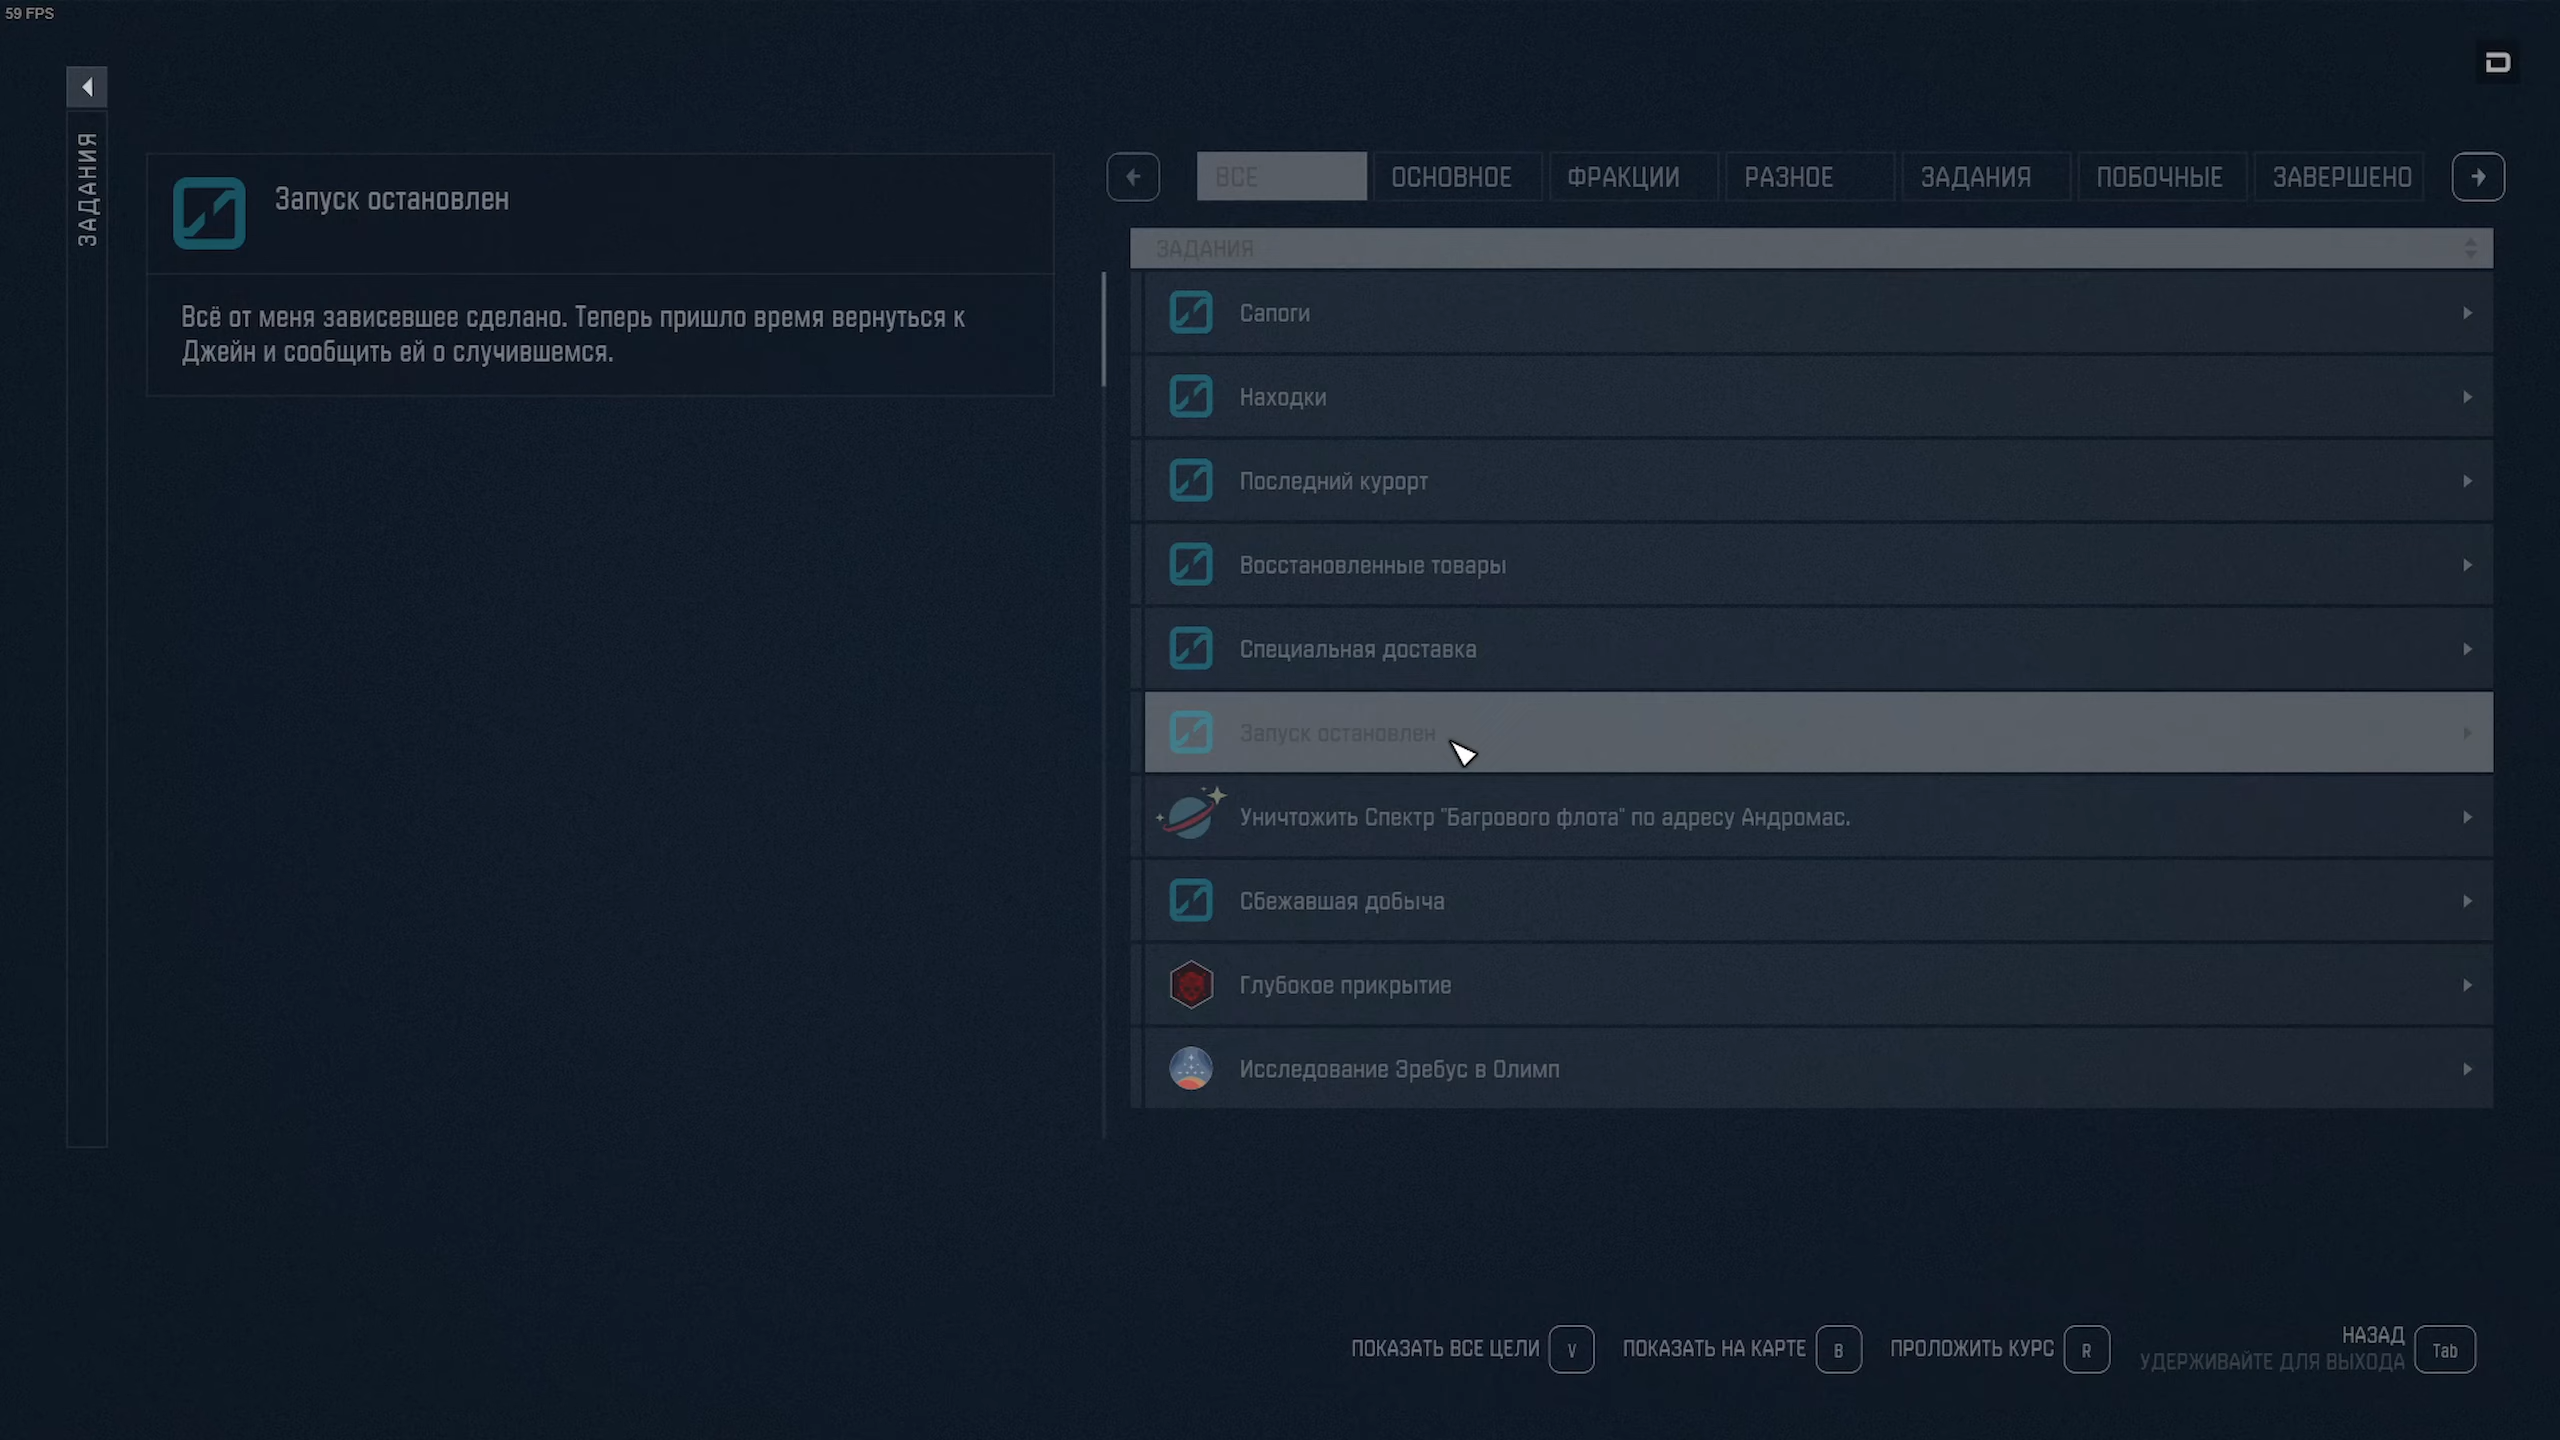 59 FPS
ЗАДАНИЯ
Запуск остановлен
Всё от меня зависевшее сделано. Теперь пришло время вернуться к
Джейн и сообщить ей о случившемся.
ВСЕ
ОСНОВНОЕ
ФРАКЦИИ
РАЗНОЕ
ЗАДАНИЯ
ПОБОЧНЫЕ
ЗАВЕРШЕНО
ЗАДАНИЯ
Сапоги
Находки
Последний курорт
Восстановленные товары
Специальная доставка
Запуск остановлен
Уничтожить Спектр "Багрового флота" по адресу Андромас.
Сбежавшая добыча
Глубокое прикрытие
Исследование Эребус в Олимп
ПОКАЗАТЬ ВСЕ ЦЕЛИ V
ПОКАЗАТЬ НА КАРТЕ B
ПРОЛОЖИТЬ КУРС R
НАЗАД
УДЕРЖИВАЙТЕ ДЛЯ ВЫХОДА
Tab